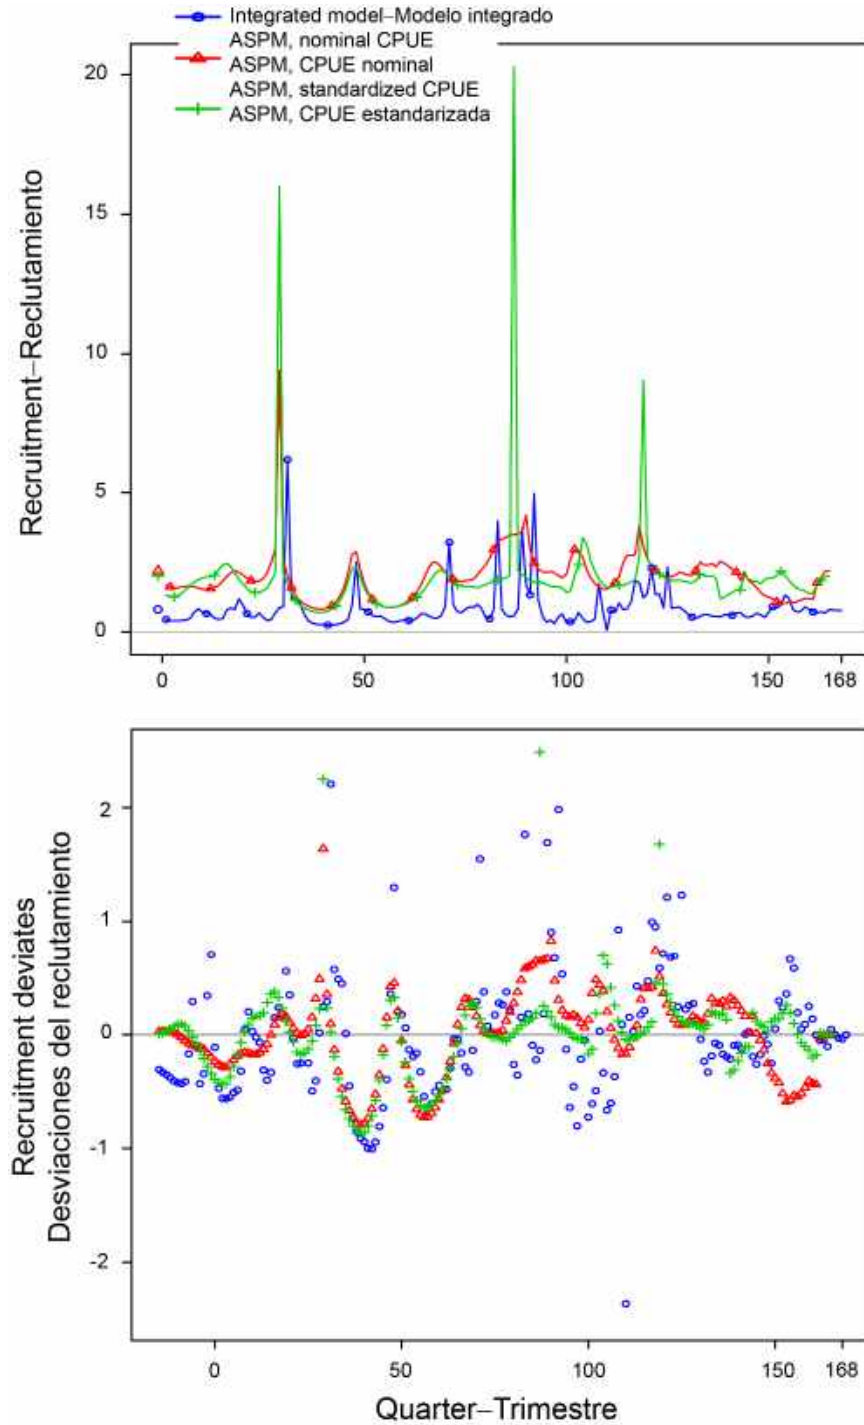 Integrated model–Modelo integrado
ASPM, nominal CPUE
ASPM, CPUE nominal
ASPM, standardized CPUE
ASPM, CPUE estandarizada
Recruitment–Reclutamiento
20
15
10
5
0
0 50 100 150 168
Recruitment deviates
Desviaciones del reclutamiento
2
1
0
-1
-2
0 50 100 150 168
Quarter–Trimestre